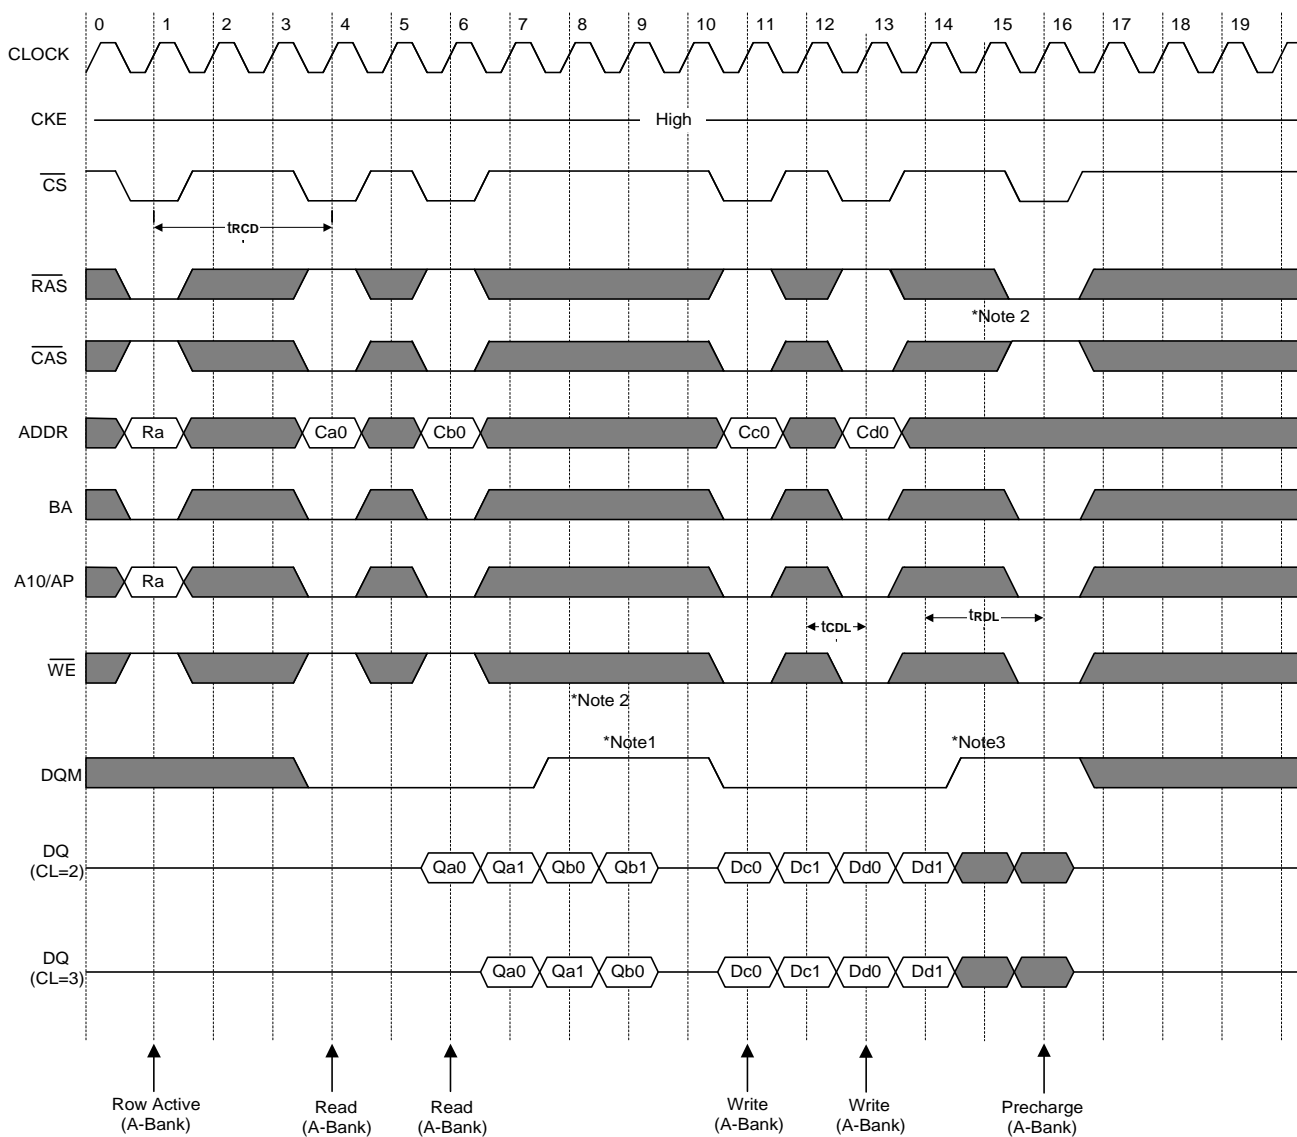 0 1 2 3 4 5 6 7 8 9 10 11 12 13 14 15 16 17 18 19
CLOCK
CKE
High
CS
tRCD
RAS
*Note 2
CAS
ADDR Ra Ca0 Cb0 Cc0 Cd0
BA
A10/AP Ra
tCDL tRDL
WE
*Note 2
*Note1 *Note3
DQM
DQ
(CL=2)
Qa0 Qa1 Qb0 Qb1 Dc0 Dc1 Dd0 Dd1
DQ
(CL=3)
Qa0 Qa1 Qb0 Dc0 Dc1 Dd0 Dd1
Row Active
(A-Bank)
Read
(A-Bank)
Read
(A-Bank)
Write
(A-Bank)
Write
(A-Bank)
Precharge
(A-Bank)